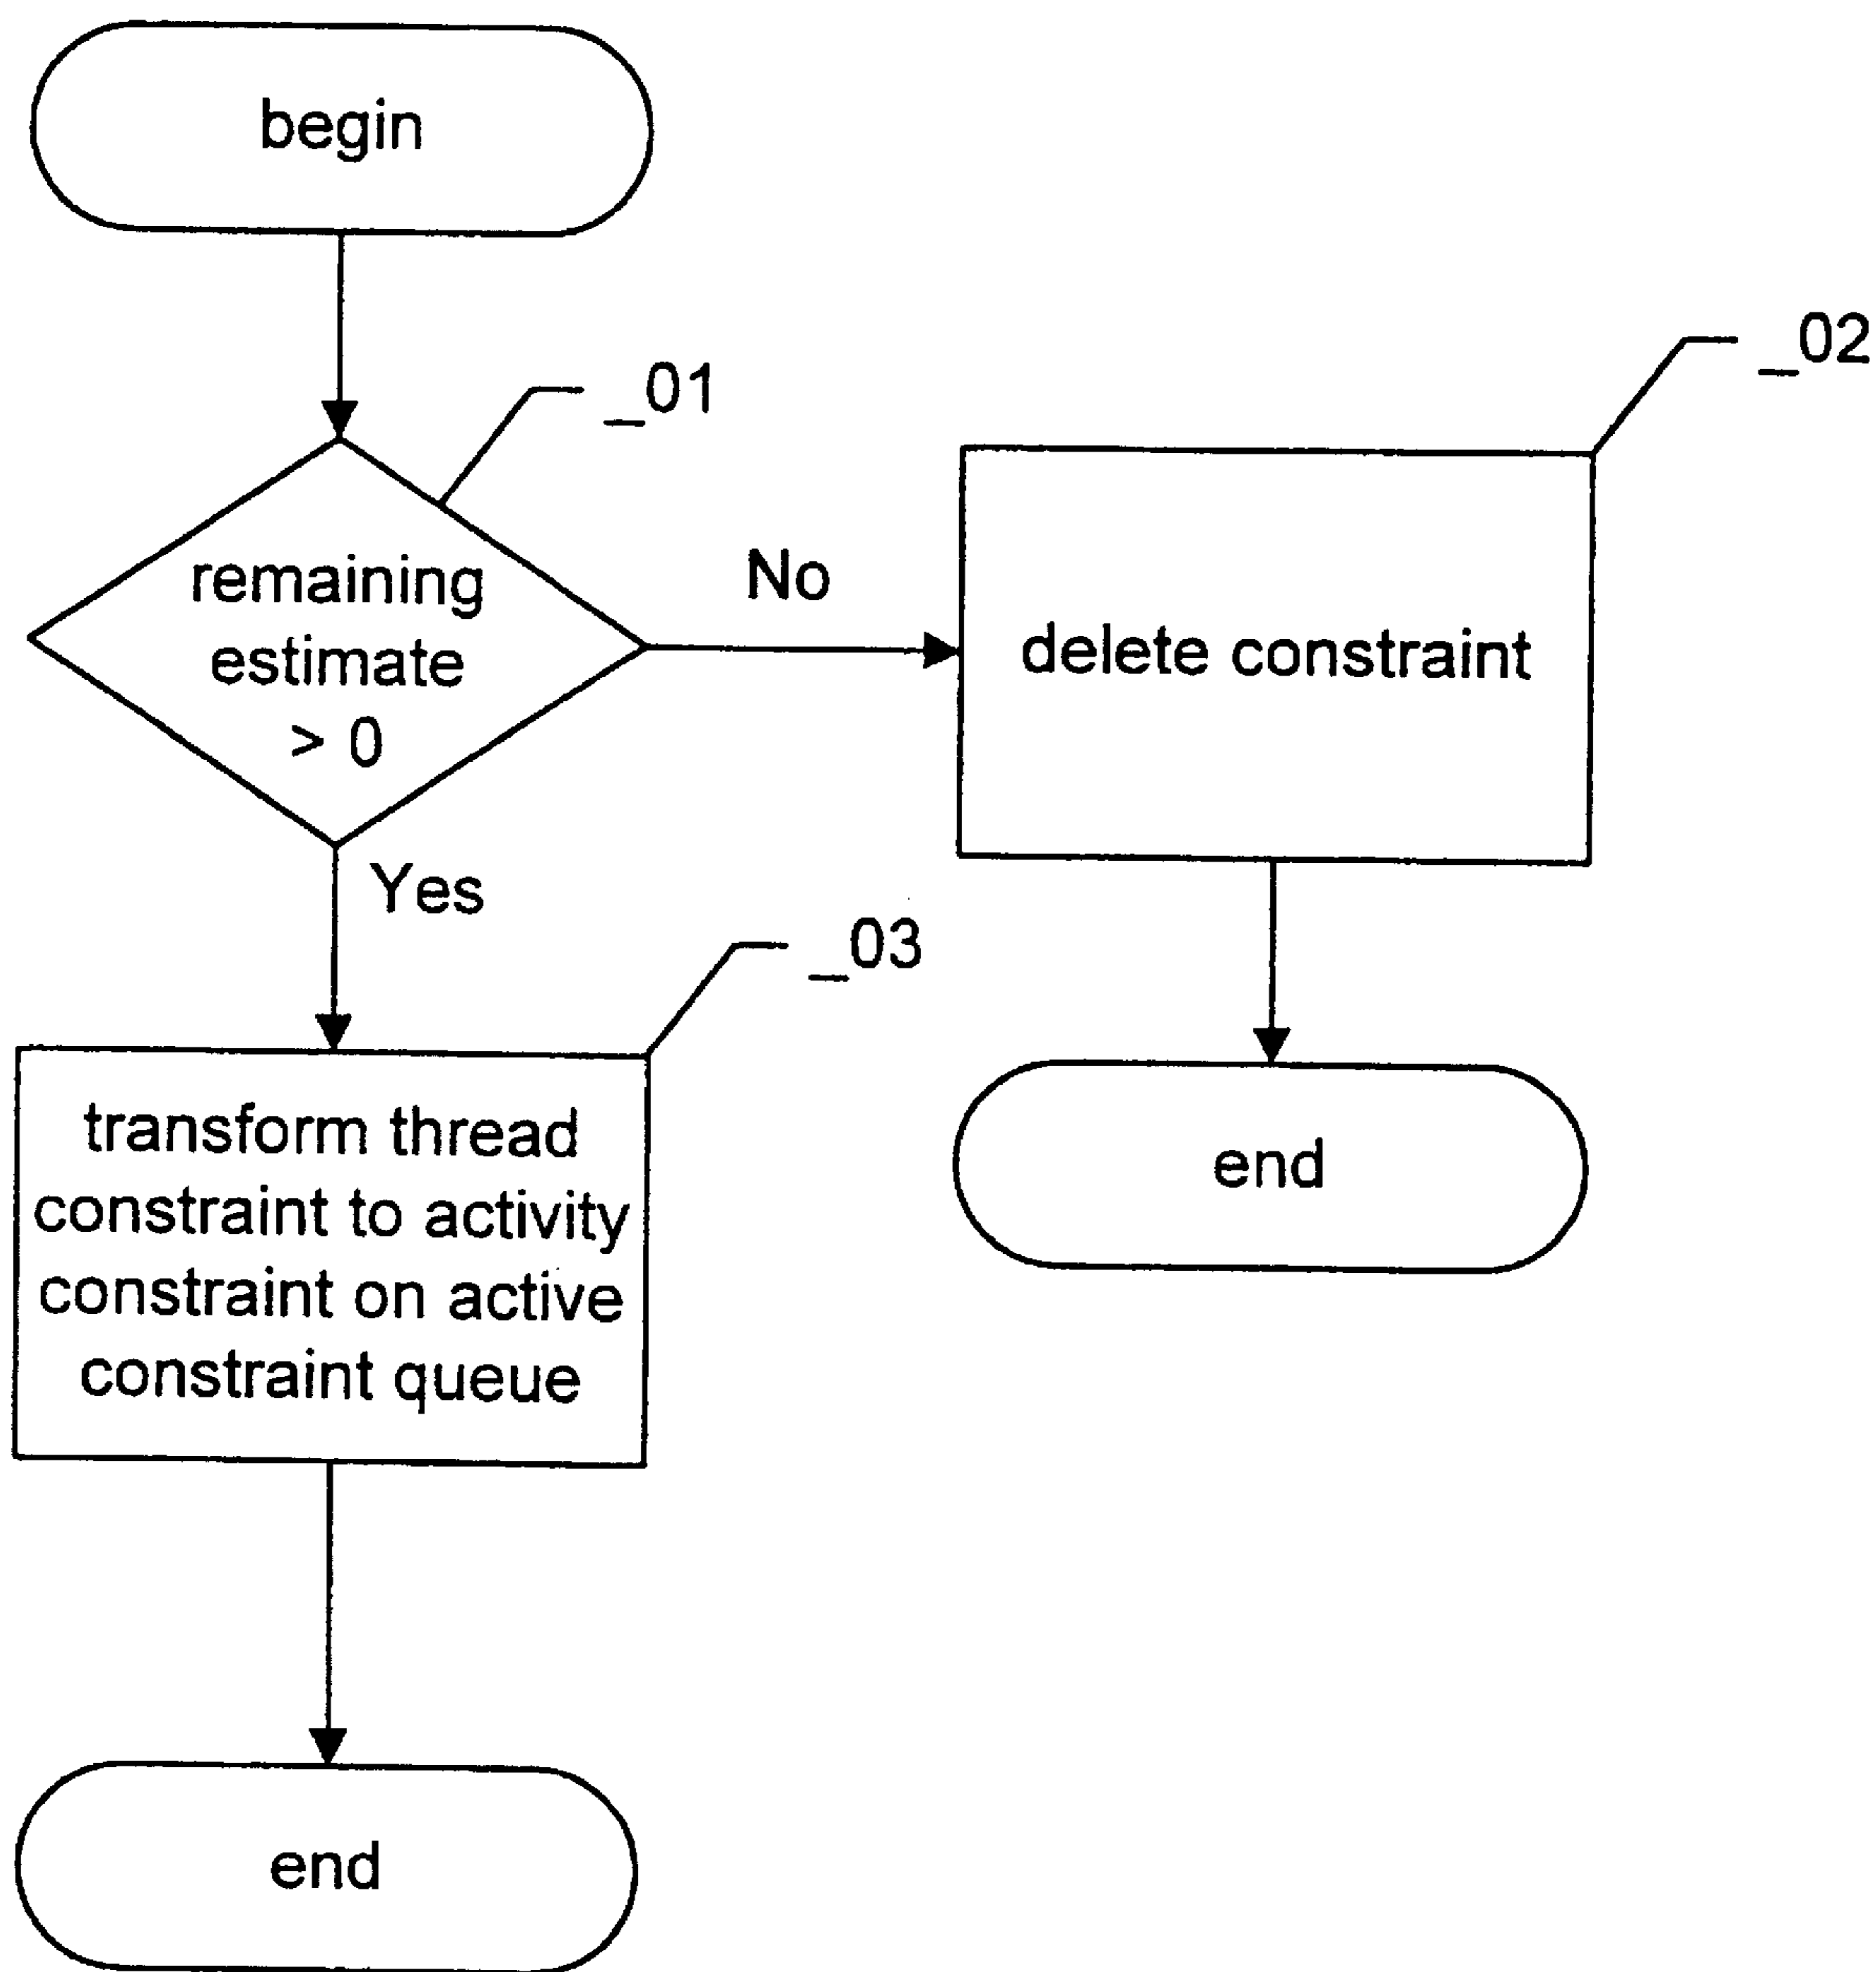 begin
_01
_02
remaining
estimate
> 0
No
delete constraint
Yes
_03
transform thread
constraint to activity
constraint on active
constraint queue
end
end